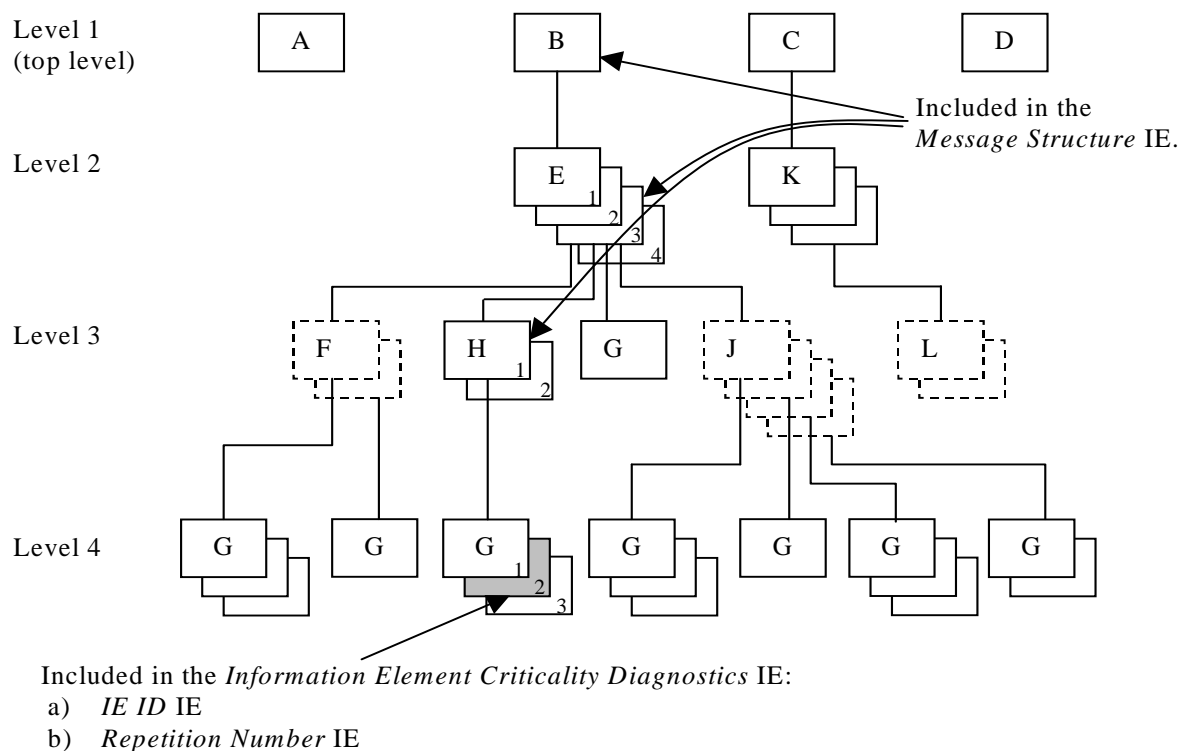 Level 1
(top level)
A
B
C
D
Included in the
Message Structure IE.
Level 2
E
1
2
3
4
K
Level 3
F
H
1
2
G
J
L
Level 4
G
G
G
1
2
3
G
G
G
G
Included in the Information Element Criticality Diagnostics IE:
a) IE ID IE
b) Repetition Number IE